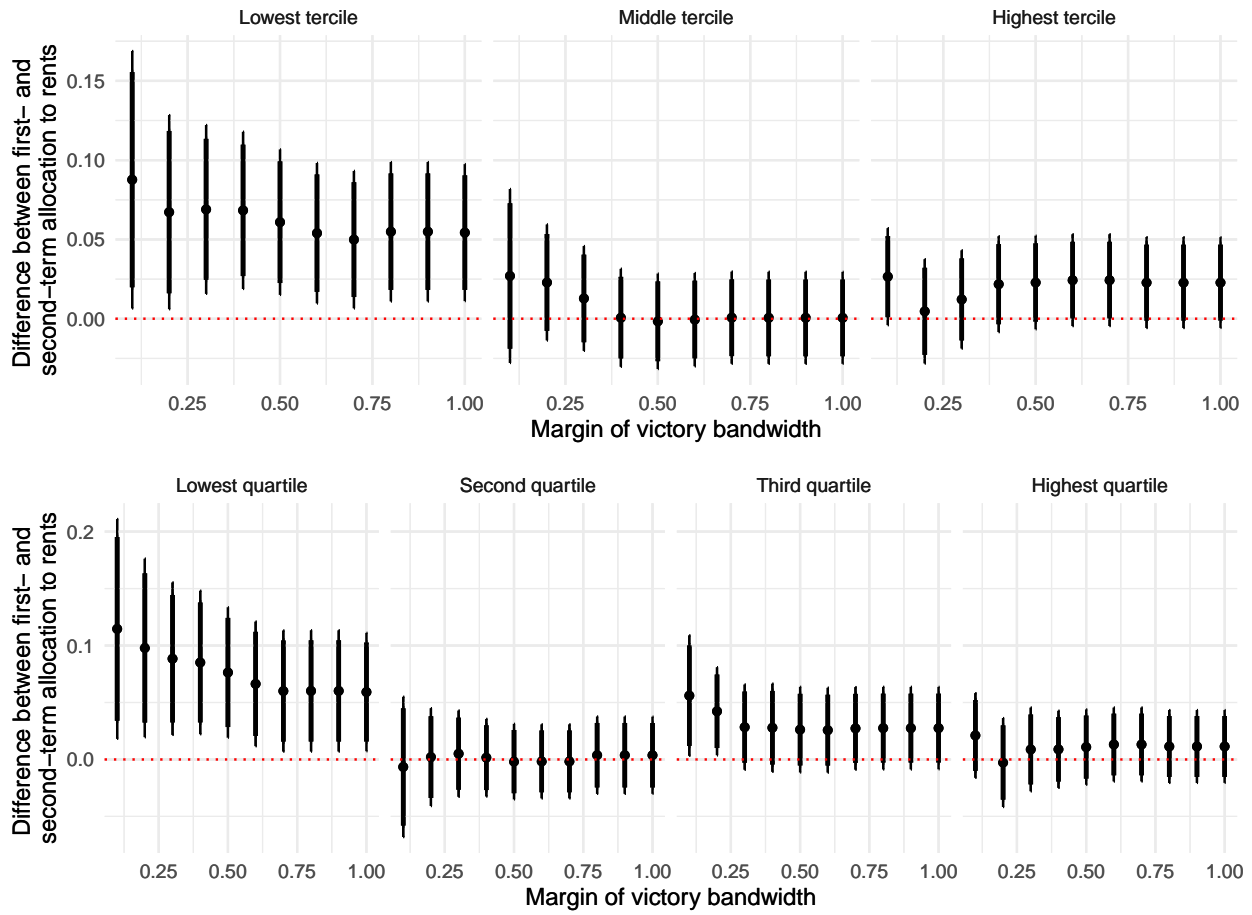 Lowest tercile Middle tercile Highest tercile
Difference between first− and
second−term allocation to rents
0.15
0.10
0.05
0.00
0.25 0.50 0.75 1.00 0.25 0.50 0.75 1.00 0.25 0.50 0.75 1.00
Margin of victory bandwidth
Lowest quartile Second quartile Third quartile Highest quartile
Difference between first− and
second−term allocation to rents
0.2
0.1
0.0
0.25 0.50 0.75 1.00 0.25 0.50 0.75 1.00 0.25 0.50 0.75 1.00 0.25 0.50 0.75 1.00
Margin of victory bandwidth